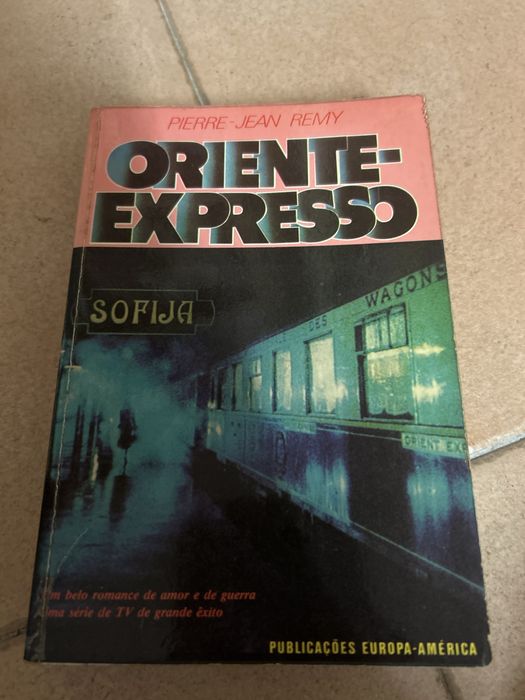 PIERRE-JEAN REMY
ORIENTE-
EXPRESSO
SOFIJA
DES WAGONS
ORIENT EX
Um belo romance de amor e de guerra
Uma série de TV de grande êxito
PUBLICAÇÕES EUROPA-AMÉRICA